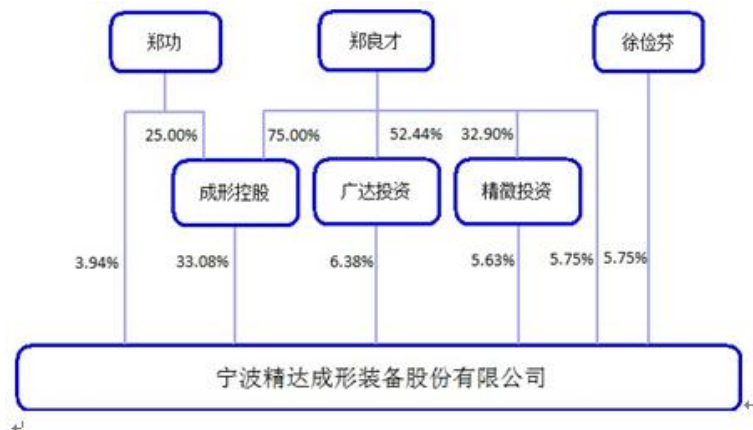 郑功
郑良才
徐俭芬
25.00%
75.00%
52.44%
32.90%
成形控股
广达投资
精微投资
3.94%
33.08%
6.38%
5.63%
5.75%
5.75%
宁波精达成形装备股份有限公司